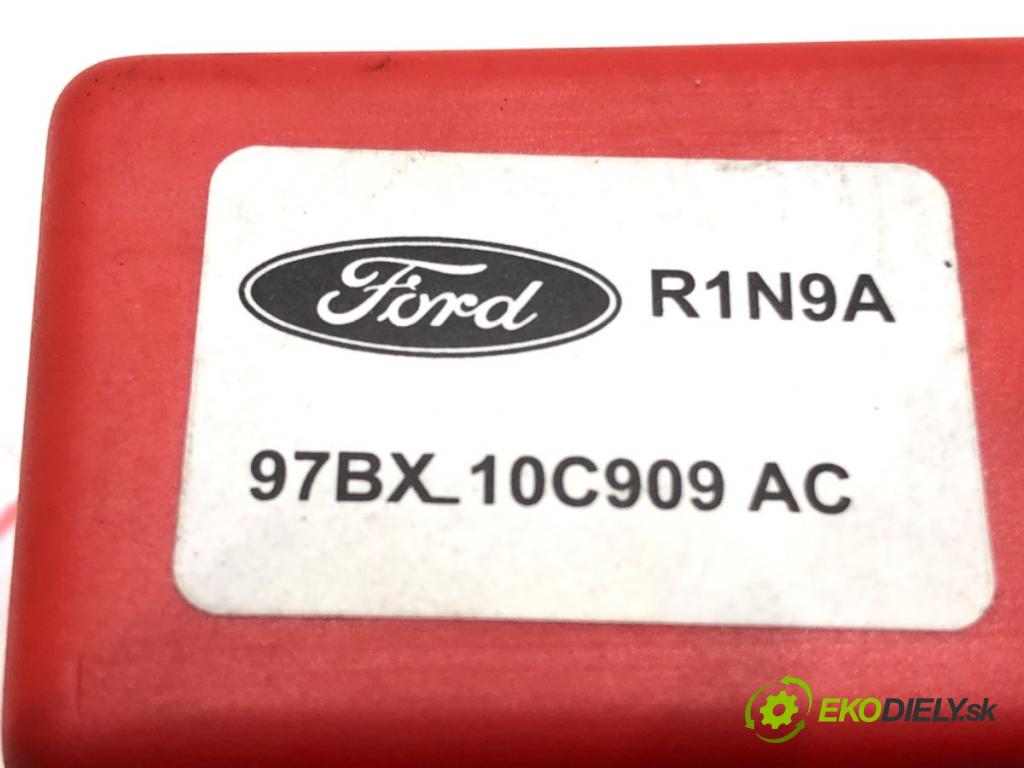 Ford R1N9A
97BX_10C909 AC
EKODIELY.sk